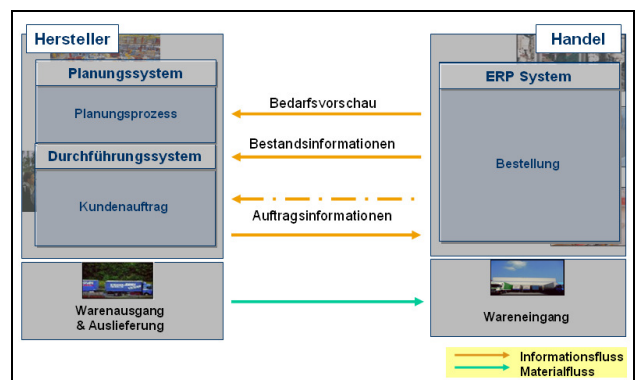 Hersteller
Handel
Planungssystem
Planungsprozess
Durchführungssystem
Kundenauftrag
Bedarfsvorschau
Bestandsinformationen
Auftragsinformationen
ERP System
Bestellung
Warenausgang
& Auslieferung
Wareneingang
Informationsfluss
Materialfluss